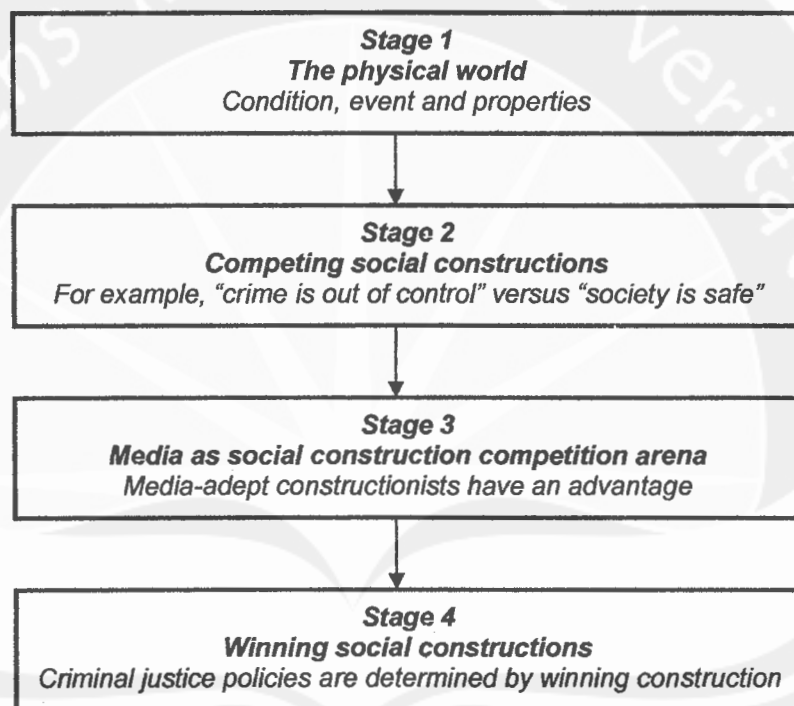 Stage 1
The physical world
Condition, event and properties
Stage 2
Competing social constructions
For example, "crime is out of control" versus "society is safe"
Stage 3
Media as social construction competition arena
Media-adept constructionists have an advantage
Stage 4
Winning social constructions
Criminal justice policies are determined by winning construction